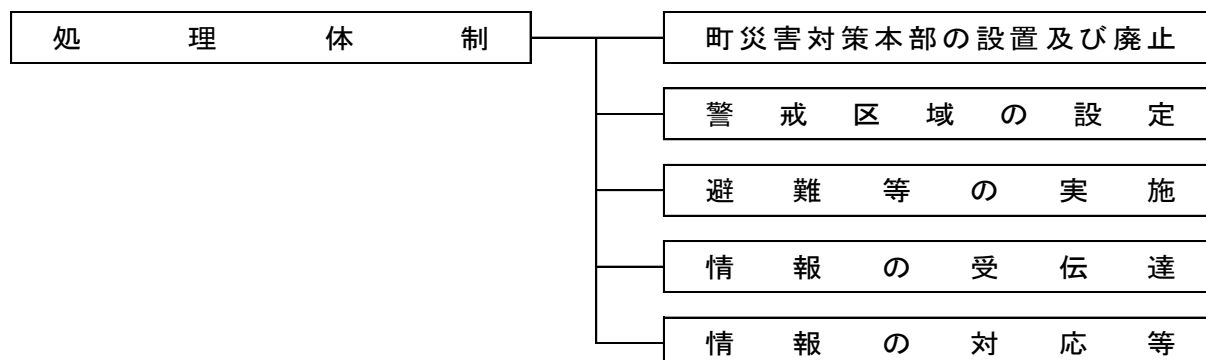 処理体制
町災害対策本部の設置及び廃止
警戒区域の設定
避難等の実施
情報の受伝達
情報の対応等